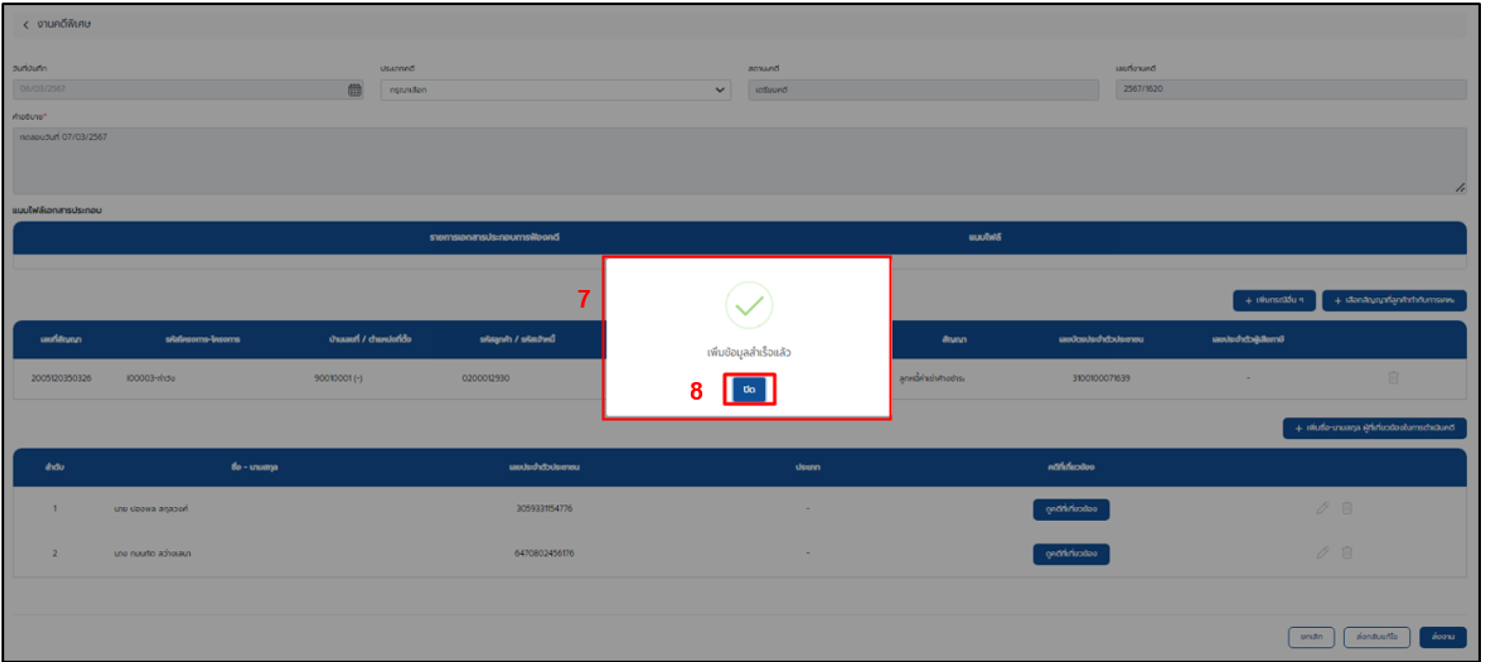 < งานคดีพิเศษ
วันที่บันทึก ประเภทคดี สถานะคดี เลขที่งานคดี
06/03/2567 กรุณาเลือก เตรียมคดี 2567/1620
คำอธิบาย*
ทดสอบวันที่ 07/03/2567
แนบไฟล์เอกสารประกอบ
รายการเอกสารประกอบการฟ้องคดี แนบไฟล์
7
+ เพิ่มกรณีอื่น ๆ + เลือกสัญญาที่ลูกค้าทำกับการเคหะ
เลขที่สัญญา รหัสโครงการ-โครงการ บ้านเลขที่ / ตำแหน่งที่ตั้ง รหัสลูกค้า / รหัสเจ้าหนี้ สัญญา เลขบัตรประจำตัวประชาชน เลขประจำตัวผู้เสียภาษี
เพิ่มข้อมูลสำเร็จแล้ว
2005120350326 I00003-ท่าวัง 90010001 (-) 0200012930 ลูกหนี้ค่าเช่าค้างชำระ 3100100071639 -
8 ปิด
+ เพิ่มชื่อ-นามสกุล ผู้ที่เกี่ยวข้องในการดำเนินคดี
ลำดับ ชื่อ - นามสกุล เลขประจำตัวประชาชน ประเภท คดีที่เกี่ยวข้อง
1 นาย ปองพล สกุลวงศ์ 3059331154776 - ดูคดีที่เกี่ยวข้อง
2 นาง 6470802456176 - ดูคดีที่เกี่ยวข้อง
ยกเลิก ส่งกลับแก้ไข ส่งงาน